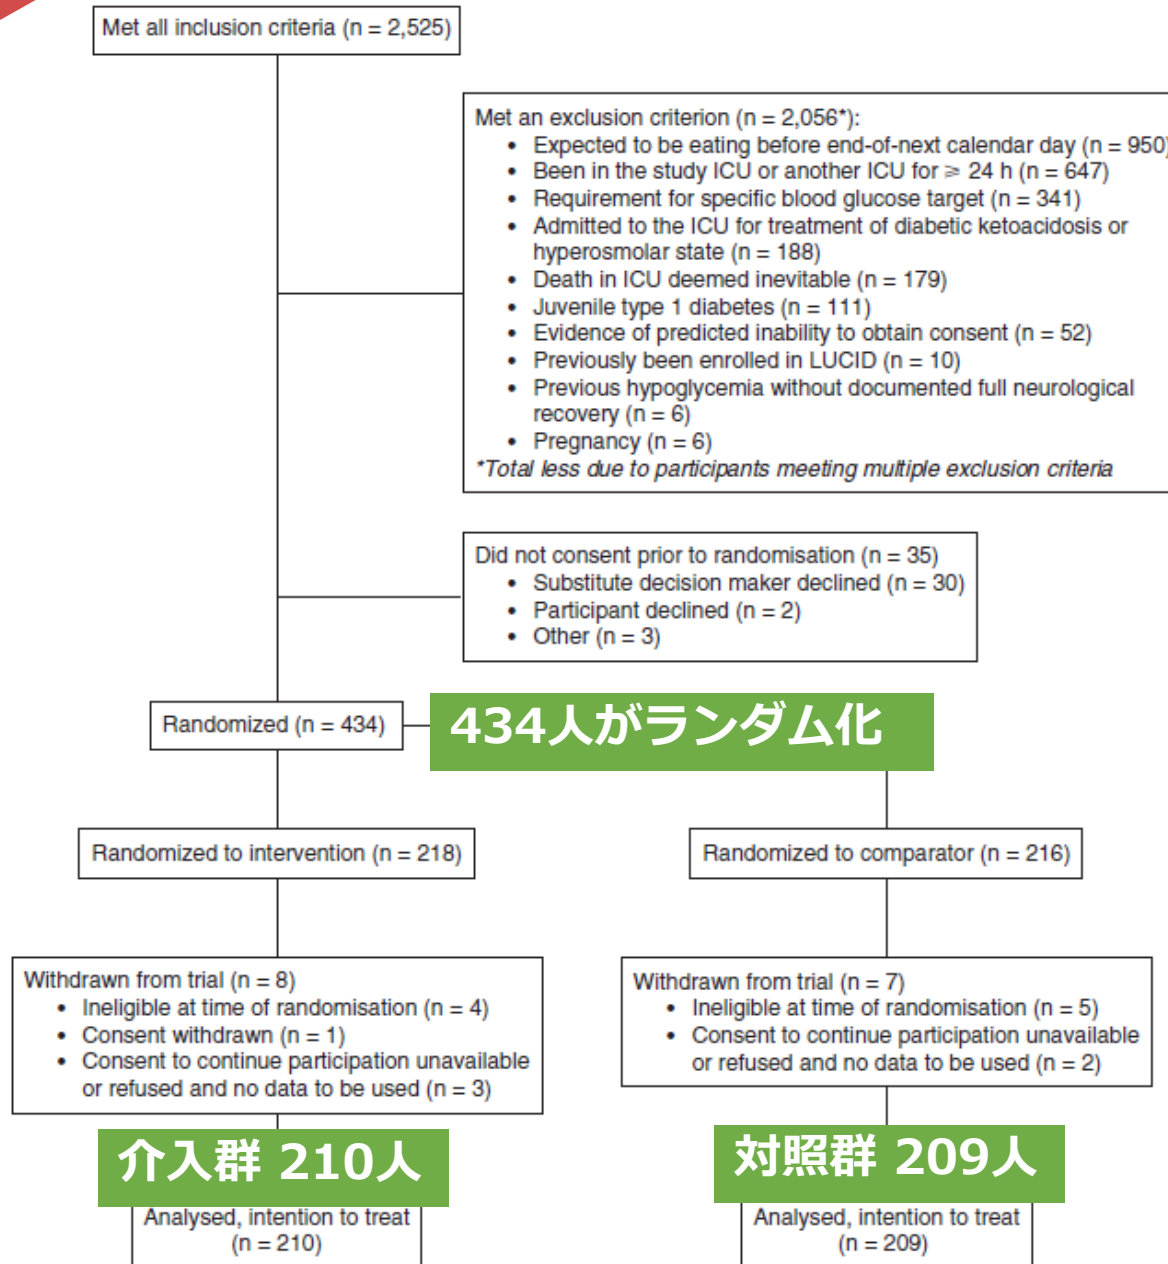 Met all inclusion criteria (n = 2,525)
Met an exclusion criterion (n = 2,056*):
• Expected to be eating before end-of-next calendar day (n = 950)
• Been in the study ICU or another ICU for ⩾ 24 h (n = 647)
• Requirement for specific blood glucose target (n = 341)
• Admitted to the ICU for treatment of diabetic ketoacidosis or
hyperosmolar state (n = 188)
• Death in ICU deemed inevitable (n = 179)
• Juvenile type 1 diabetes (n = 111)
• Evidence of predicted inability to obtain consent (n = 52)
• Previously been enrolled in LUCID (n = 10)
• Previous hypoglycemia without documented full neurological
recovery (n = 6)
• Pregnancy (n = 6)
*Total less due to participants meeting multiple exclusion criteria
Did not consent prior to randomisation (n = 35)
• Substitute decision maker declined (n = 30)
• Participant declined (n = 2)
• Other (n = 3)
Randomized (n = 434)
434人がランダム化
Randomized to intervention (n = 218)
Randomized to comparator (n = 216)
Withdrawn from trial (n = 8)
• Ineligible at time of randomisation (n = 4)
• Consent withdrawn (n = 1)
• Consent to continue participation unavailable
or refused and no data to be used (n = 3)
Withdrawn from trial (n = 7)
• Ineligible at time of randomisation (n = 5)
• Consent to continue participation unavailable
or refused and no data to be used (n = 2)
介入群 210人
対照群 209人
Analysed, intention to treat
(n = 210)
Analysed, intention to treat
(n = 209)